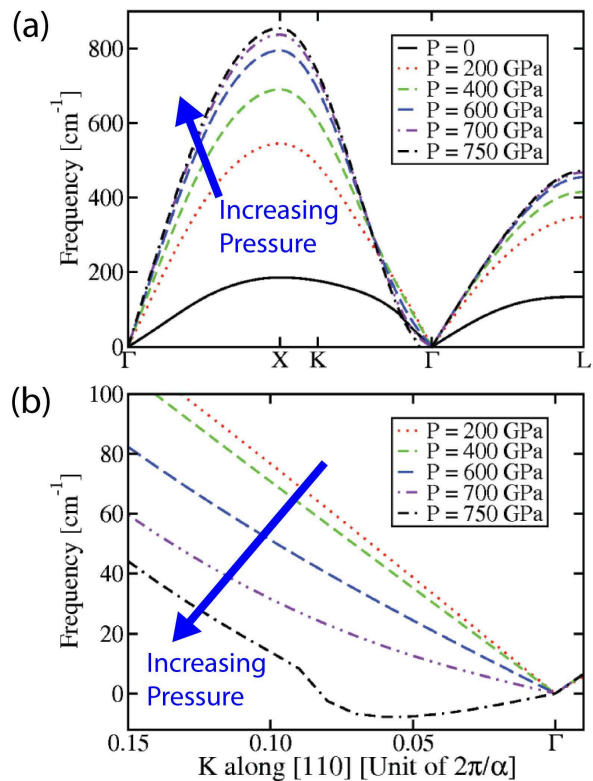 (a)
800
600
400
200
0
Frequency [cm⁻¹]
P = 0
P = 200 GPa
P = 400 GPa
P = 600 GPa
P = 700 GPa
P = 750 GPa
Increasing
Pressure
Γ X K Γ L
(b)
100
80
60
40
20
0
Frequency [cm⁻¹]
P = 200 GPa
P = 400 GPa
P = 600 GPa
P = 700 GPa
P = 750 GPa
Increasing
Pressure
0.15 0.10 0.05 Γ
K along [110] [Unit of 2π/α]